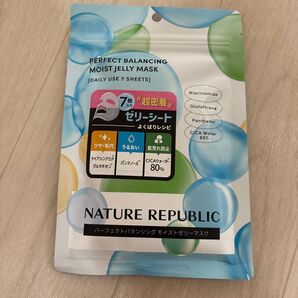 PERFECT BALANCING
MOIST JELLY MASK
[DAILY USE 7 SHEETS]
Niacinamide
Glutathione
Panthenol
CICA Water
80%
7枚入り
超密着
ゼリーシート
よくばりレシピ
ツヤ・毛穴
うるおい
肌荒れ防止
ナイアシンアミド
グルタチオン
パンテノール
CICAウォーター
80%
NATURE REPUBLIC
パーフェクトバランシング モイストゼリーマスク